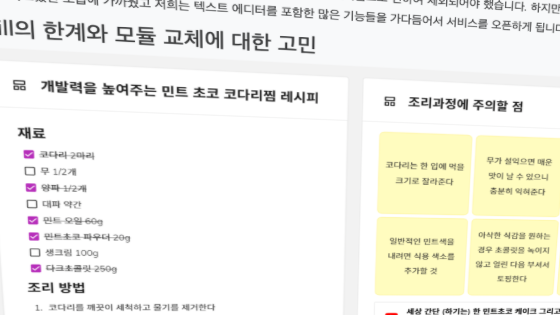 제외되어야 했습니다. 하지만
가까웠고 저희는 텍스트 에디터를 포함한 많은 기능들을 가다듬어서 서비스를 오픈하게 됩니다
의 한계와 모듈 교체에 대한 고민
개발력을 높여주는 민트 초코 코다리찜 레시피
재료
코다리 2마리
무 1/2개
양파 1/2개
대파 약간
민트 오일 60g
민트초코 파우더 20g
생크림 100g
다크초콜릿 250g
조리 방법
1. 코다리를 깨끗이 세척하고 물기를 제거한다
조리과정에 주의할 점
코다리는 한 입에 먹을
크기로 잘라준다
무가 설익으면 매운
맛이 날 수 있으니
충분히 익혀준다
일반적인 민트색을
내려면 식용 색소를
추가할 것
아삭한 식감을 원하는
경우 초콜릿을 녹이지
않고 얼린 다음 부셔서
토핑한다
세상 간단 (하기는) 한 민트초코 케이크 그리고